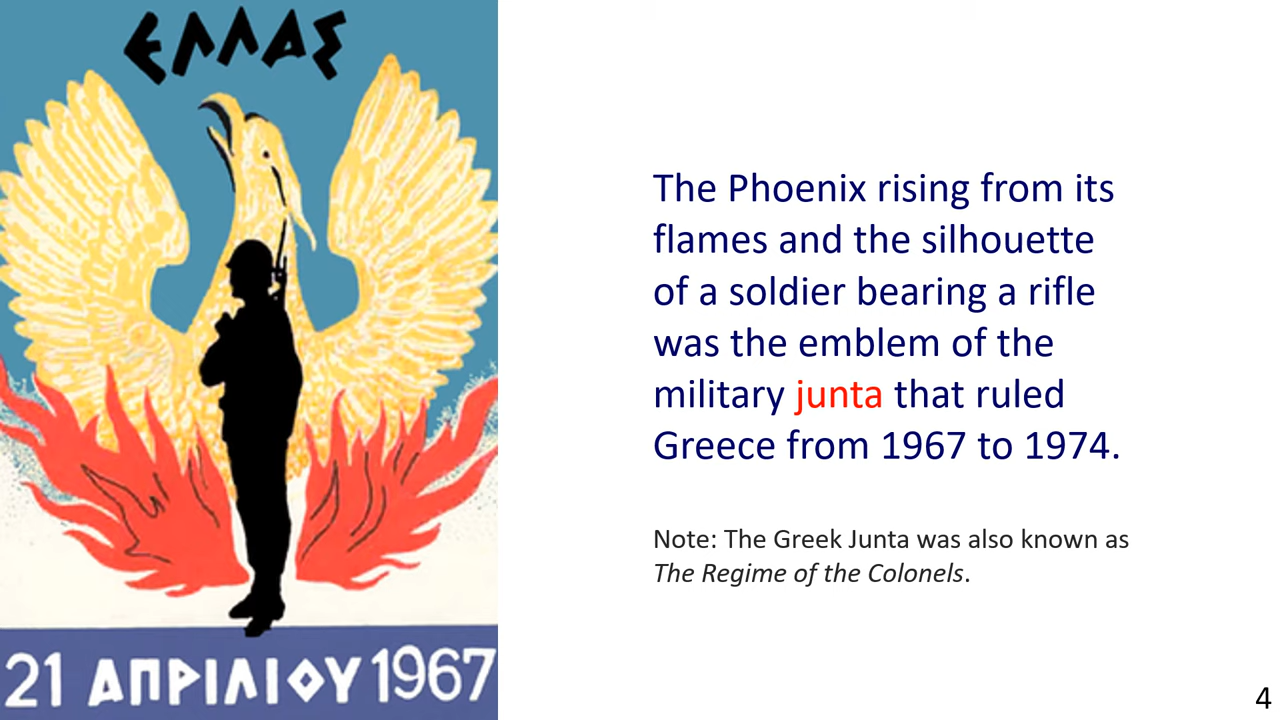 ΕΛΛΑΣ
21 ΑΠΡΙΛΙΟΥ 1967
The Phoenix rising from its
flames and the silhouette
of a soldier bearing a rifle
was the emblem of the
military junta that ruled
Greece from 1967 to 1974.
Note: The Greek Junta was also known as
The Regime of the Colonels.
4